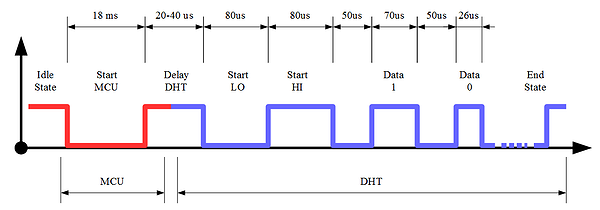 18 ms 20-40 us 80us 80us 50us 70us 50us 26us
Idle Start Delay Start Start Data Data End
State MCU DHT LO HI 1 0 State
MCU DHT